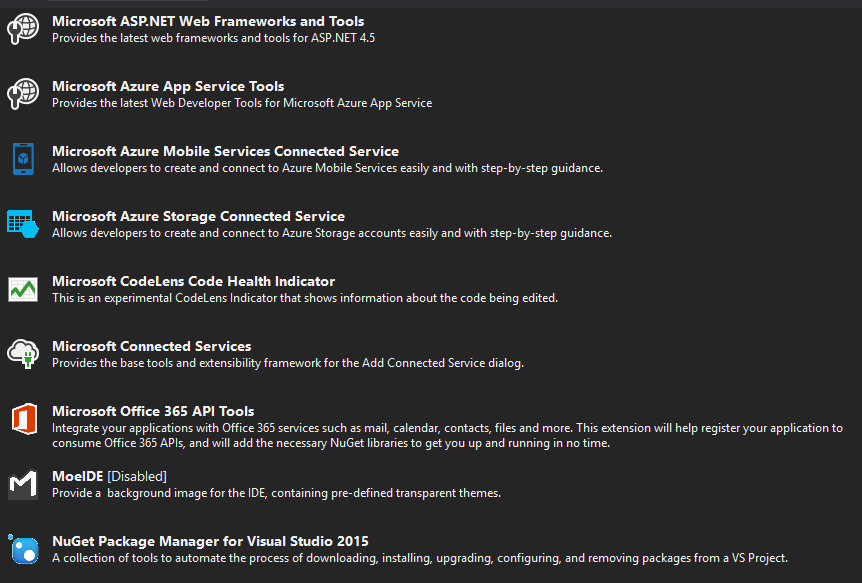 Microsoft ASP.NET Web Frameworks and Tools
Provides the latest web frameworks and tools for ASP.NET 4.5
Microsoft Azure App Service Tools
Provides the latest Web Developer Tools for Microsoft Azure App Service
Microsoft Azure Mobile Services Connected Service
Allows developers to create and connect to Azure Mobile Services easily and with step-by-step guidance.
Microsoft Azure Storage Connected Service
Allows developers to create and connect to Azure Storage accounts easily and with step-by-step guidance.
Microsoft CodeLens Code Health Indicator
This is an experimental CodeLens Indicator that shows information about the code being edited.
Microsoft Connected Services
Provides the base tools and extensibility framework for the Add Connected Service dialog.
Microsoft Office 365 API Tools
Integrate your applications with Office 365 services such as mail, calendar, contacts, files and more. This extension will help register your application to
consume Office 365 APIs, and will add the necessary NuGet libraries to get you up and running in no time.
MoeIDE [Disabled]
Provide a  background image for the IDE, containing pre-defined transparent themes.
NuGet Package Manager for Visual Studio 2015
A collection of tools to automate the process of downloading, installing, upgrading, configuring, and removing packages from a VS Project.